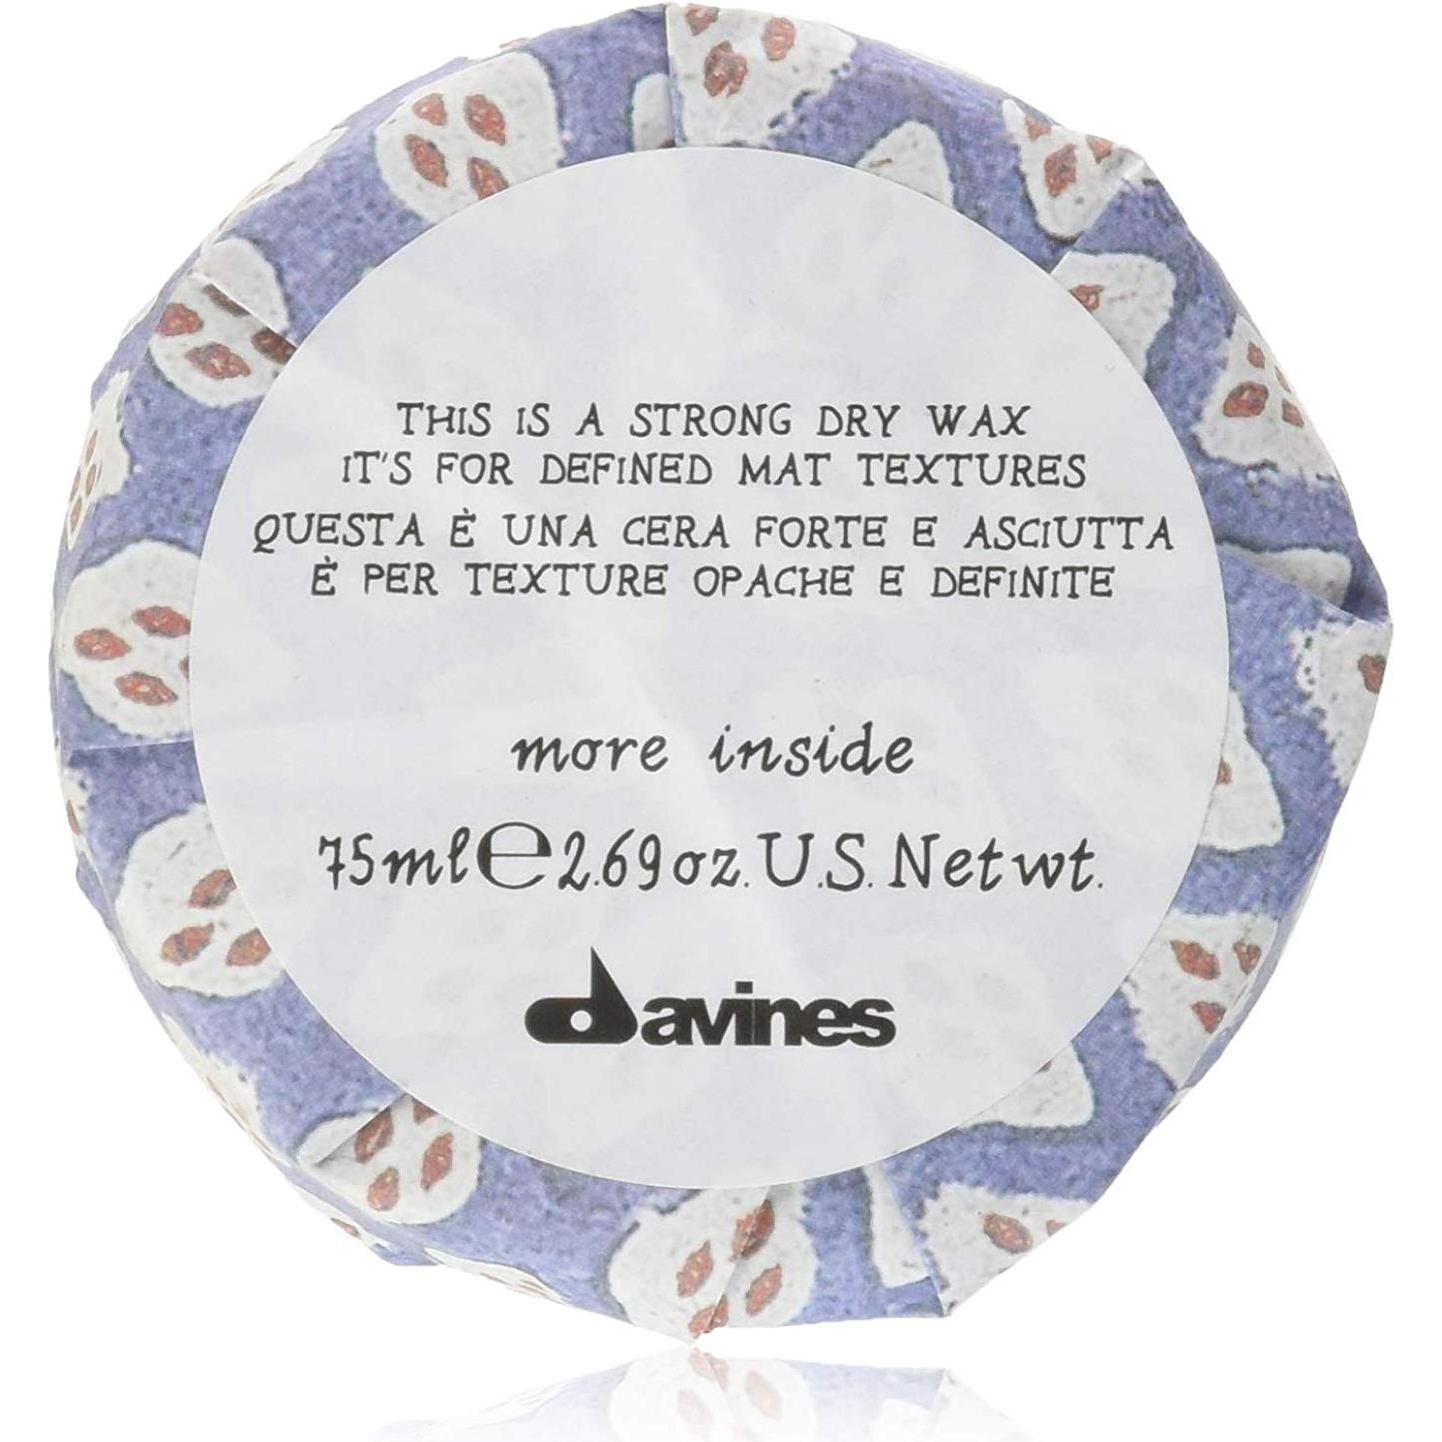 THIS IS A STRONG DRY WAX
IT'S FOR DEFINED MAT TEXTURES
QUESTA È UNA CERA FORTE E ASCIUTTA
È PER TEXTURE OPACHE E DEFINITE
more inside
75ml℮2.69oz.U.S.Netwt.
davines